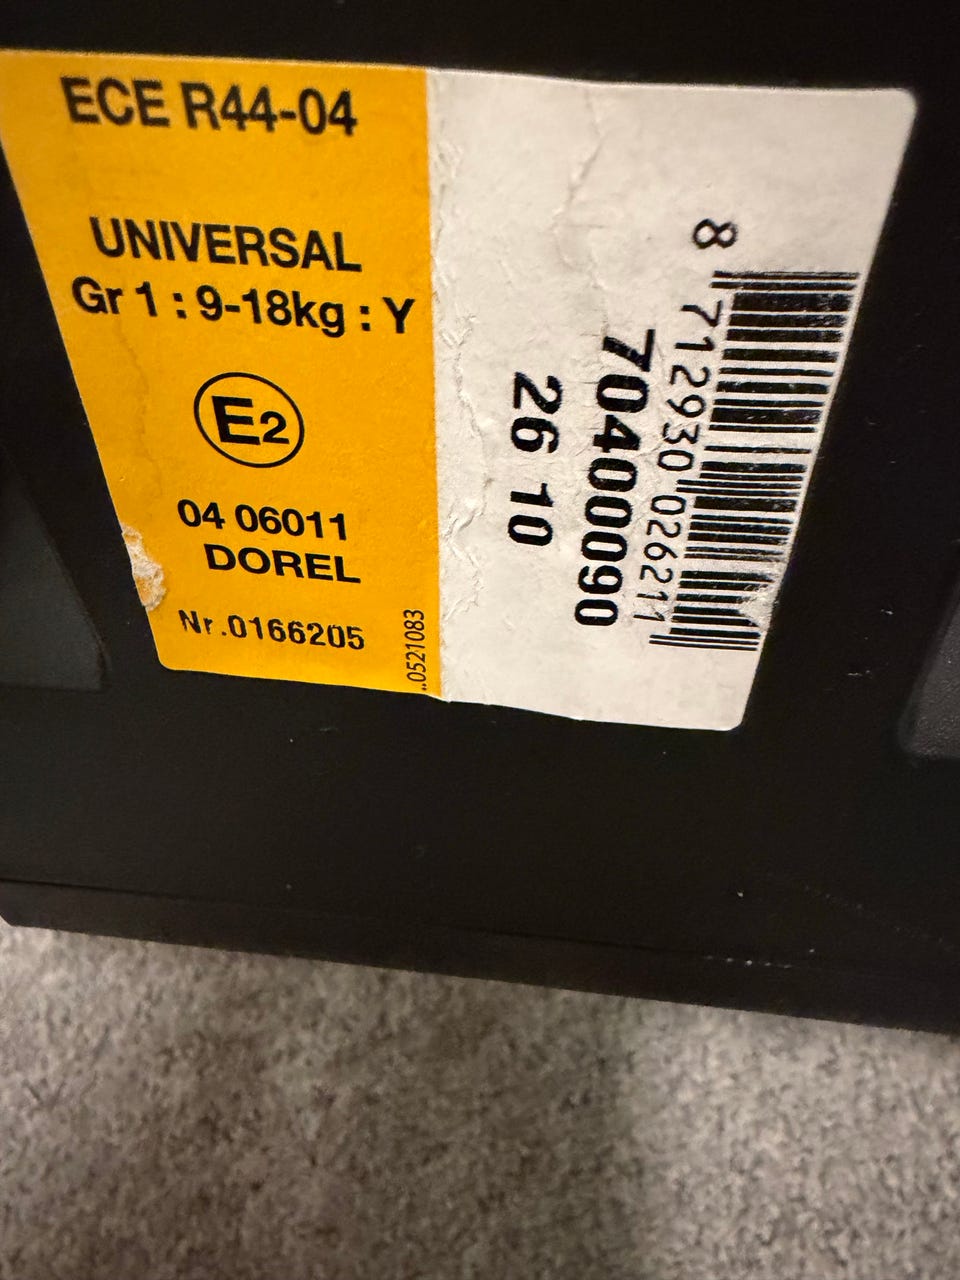 ECE R44-04
UNIVERSAL
Gr 1 : 9-18kg : Y
E2
04 06011
DOREL
Nr.0166205
..0521083
8 712930 026211
70400090
26 10